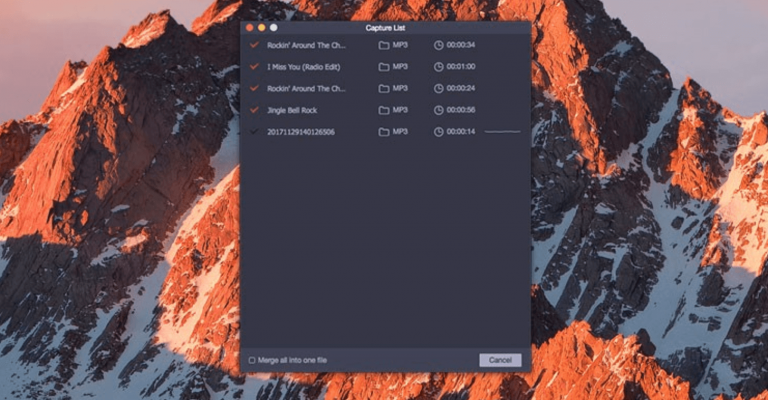 Capture List
Rockin' Around The Ch... MP3 00:00:34
I Miss You (Radio Edit) MP3 00:01:00
Rockin' Around The Ch... MP3 00:00:24
Jingle Bell Rock MP3 00:00:56
20171129140126506 MP3 00:00:14
Merge all into one file Cancel